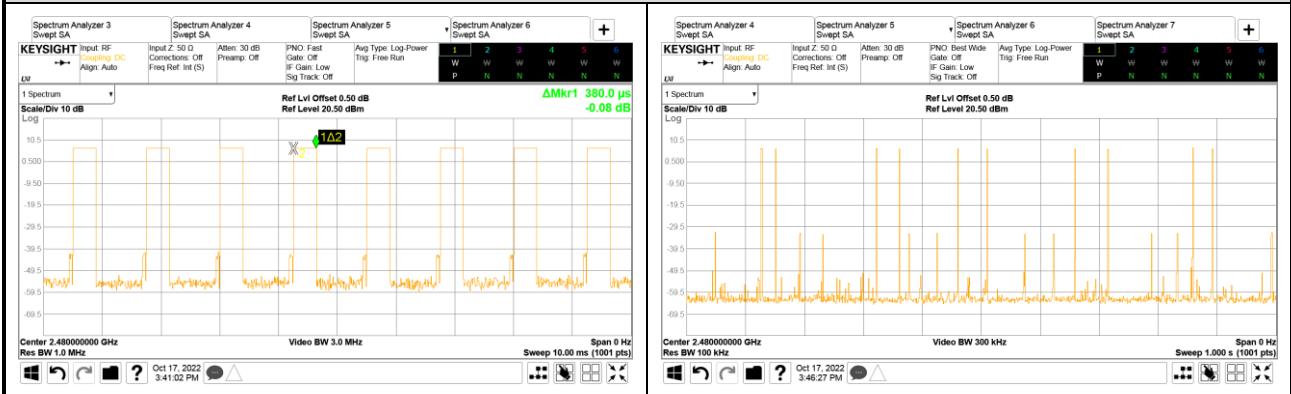 Spectrum Analyzer 3
Swept SA
Spectrum Analyzer 4
Swept SA
Spectrum Analyzer 5
Swept SA
Spectrum Analyzer 6
Swept SA
+
KEYSIGHT
Input: RF
Coupling: DC
Align: Auto
Input Z: 50 Ω
Corrections: Off
Freq Ref: Int (S)
Atten: 30 dB
Preamp: Off
PNO: Fast
Gate: Off
IF Gain: Low
Sig Track: Off
Avg Type: Log-Power
Trig: Free Run
1 2 3 4 5 6
W W W W W W
P N N N N N
LXI
1 Spectrum
Scale/Div 10 dB
Log
Ref Lvl Offset 0.50 dB
Ref Level 20.50 dBm
ΔMkr1 380.0 µs
-0.08 dB
10.5
0.500
-9.50
-19.5
-29.5
-39.5
-49.5
-59.5
-69.5
1Δ2
X2
Center 2.480000000 GHz
Res BW 1.0 MHz
Video BW 3.0 MHz
Span 0 Hz
Sweep 10.00 ms (1001 pts)
?
Oct 17, 2022
3:41:02 PM
Spectrum Analyzer 4
Swept SA
Spectrum Analyzer 5
Swept SA
Spectrum Analyzer 6
Swept SA
Spectrum Analyzer 7
Swept SA
+
KEYSIGHT
Input: RF
Coupling: DC
Align: Auto
Input Z: 50 Ω
Corrections: Off
Freq Ref: Int (S)
Atten: 30 dB
Preamp: Off
PNO: Best Wide
Gate: Off
IF Gain: Low
Sig Track: Off
Avg Type: Log-Power
Trig: Free Run
1 2 3 4 5 6
W W W W W W
P N N N N N
LXI
1 Spectrum
Scale/Div 10 dB
Log
Ref Lvl Offset 0.50 dB
Ref Level 20.50 dBm
10.5
0.500
-9.50
-19.5
-29.5
-39.5
-49.5
-59.5
-69.5
Center 2.480000000 GHz
Res BW 100 kHz
Video BW 300 kHz
Span 0 Hz
Sweep 1.000 s (1001 pts)
?
Oct 17, 2022
3:46:27 PM